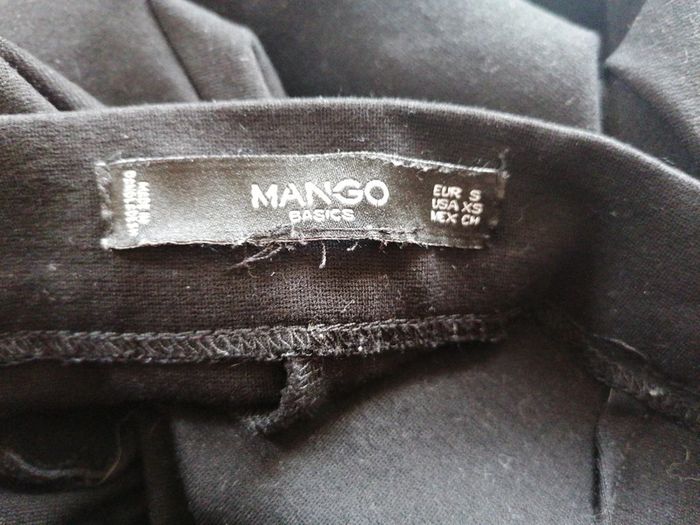 MANGO
BASICS
EUR S
USA XS
MEX CH